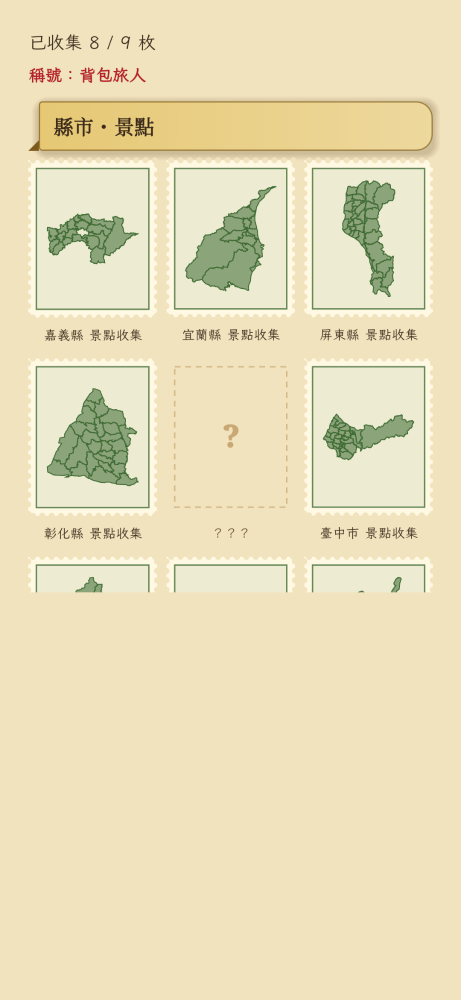 已收集 8 / 9 枚
稱號：背包旅人
縣市・景點
嘉義縣 景點收集
宜蘭縣 景點收集
屏東縣 景點收集
?
彰化縣 景點收集
? ? ?
臺中市 景點收集